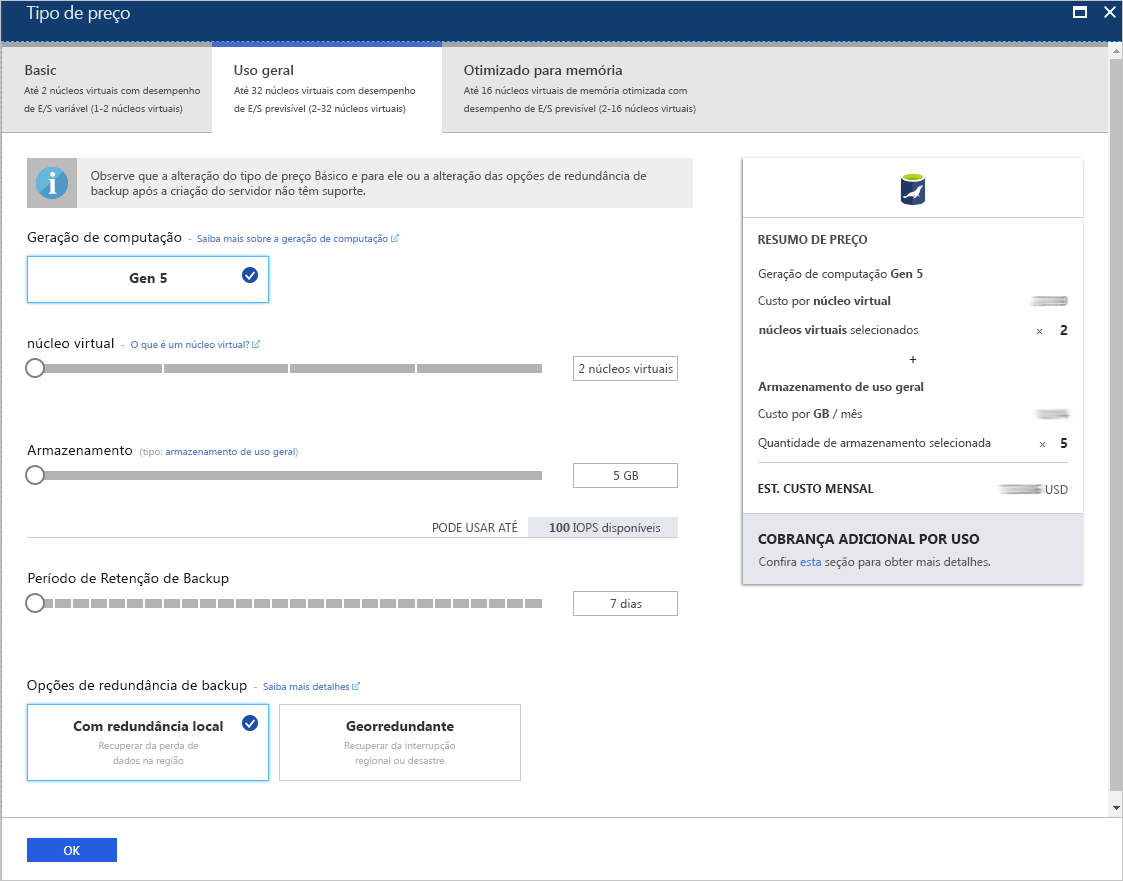 Tipo de preço
Basic
Até 2 núcleos virtuais com desempenho
de E/S variável (1-2 núcleos virtuais)
Uso geral
Até 32 núcleos virtuais com desempenho
de E/S previsível (2-32 núcleos virtuais)
Otimizado para memória
Até 16 núcleos virtuais de memória otimizada com
desempenho de E/S previsível (2-16 núcleos virtuais)
Observe que a alteração do tipo de preço Básico e para ele ou a alteração das opções de redundância de
backup após a criação do servidor não têm suporte.
Geração de computação - Saiba mais sobre a geração de computação
Gen 5
núcleo virtual - O que é um núcleo virtual?
2 núcleos virtuais
Armazenamento (tipo: armazenamento de uso geral)
5 GB
PODE USAR ATÉ 100 IOPS disponíveis
Período de Retenção de Backup
7 dias
Opções de redundância de backup - Saiba mais detalhes
Com redundância local
Recuperar da perda de
dados na região
Georredundante
Recuperar da interrupção
regional ou desastre
OK
RESUMO DE PREÇO
Geração de computação Gen 5
Custo por núcleo virtual
núcleos virtuais selecionados × 2
+
Armazenamento de uso geral
Custo por GB / mês
Quantidade de armazenamento selecionada × 5
EST. CUSTO MENSAL USD
COBRANÇA ADICIONAL POR USO
Confira esta seção para obter mais detalhes.